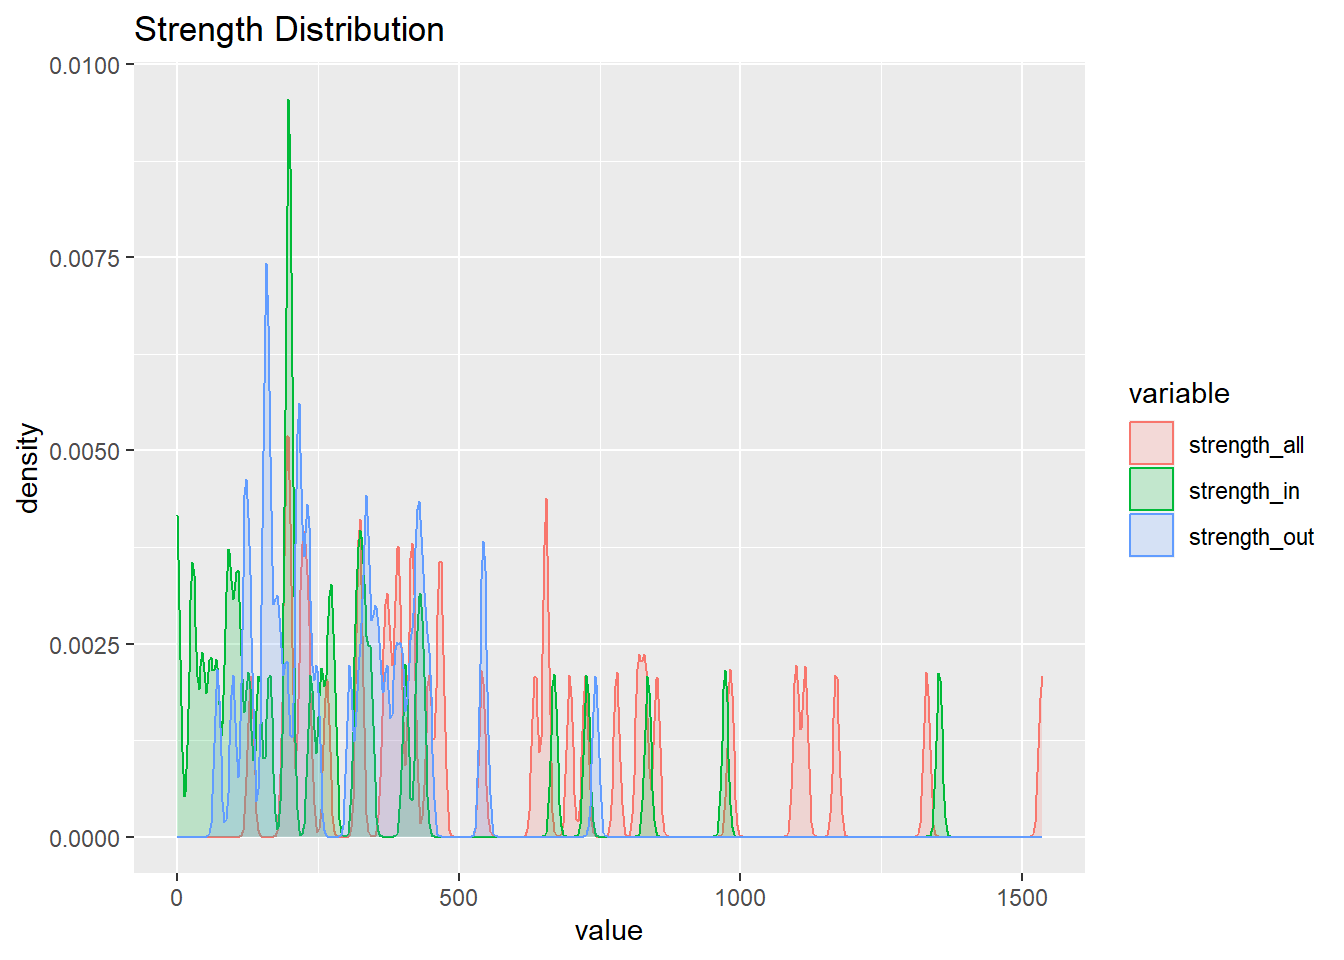 Strength Distribution
0.0100
0.0075
0.0050
0.0025
0.0000
density
0 500 1000 1500
value
variable
strength_all
strength_in
strength_out